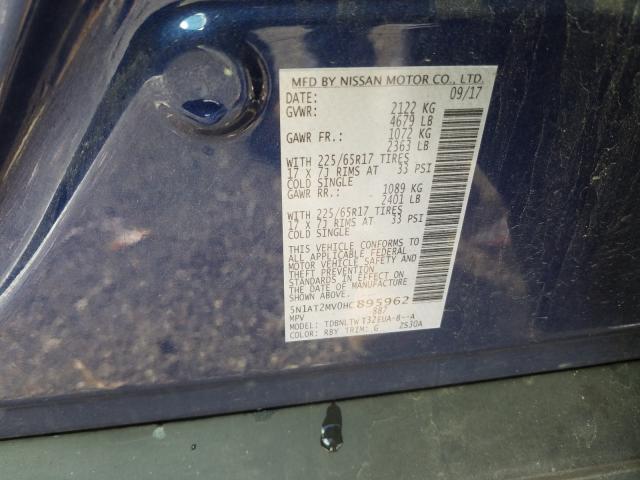 MFD BY NISSAN MOTOR CO., LTD.
DATE: 09/17
GVWR: 2122 KG
4679 LB
GAWR FR.: 1072 KG
2363 LB
WITH 225/65R17 TIRES
17 X 7J RIMS AT 33 PSI
COLD SINGLE
GAWR RR.: 1089 KG
2401 LB
WITH 225/65R17 TIRES
17 X 7J RIMS AT 33 PSI
COLD SINGLE
THIS VEHICLE CONFORMS TO
ALL APPLICABLE FEDERAL
MOTOR VEHICLE SAFETY AND
THEFT PREVENTION
STANDARDS IN EFFECT ON
THE DATE OF MANUFACTURE
SHOWN ABOVE.
5N1AT2MV0HC895962
MPV 887
MODEL: TDBNLTW T32EUA-B--A
COLOR: RBY TRIM: G 2S30A